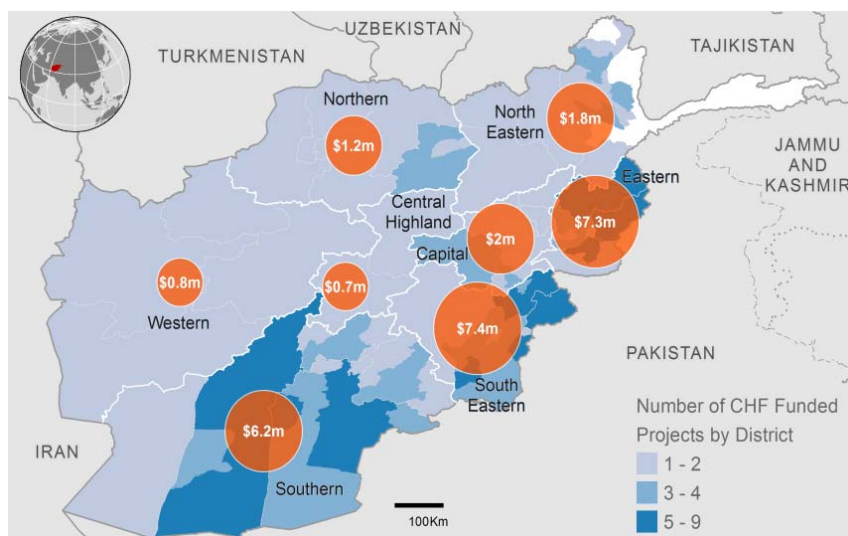 UZBEKISTAN
TURKMENISTAN
TAJIKISTAN
Northern
North
Eastern
$1.8m
$1.2m
JAMMU
AND
KASHMIR
Eastern
Central
Highland
$7.3m
$2m
Capital
$0.8m
$0.7m
Western
$7.4m
PAKISTAN
South
Eastern
Number of CHF Funded
Projects by District
IRAN
$6.2m
1 - 2
3 - 4
Southern
100Km
5 - 9